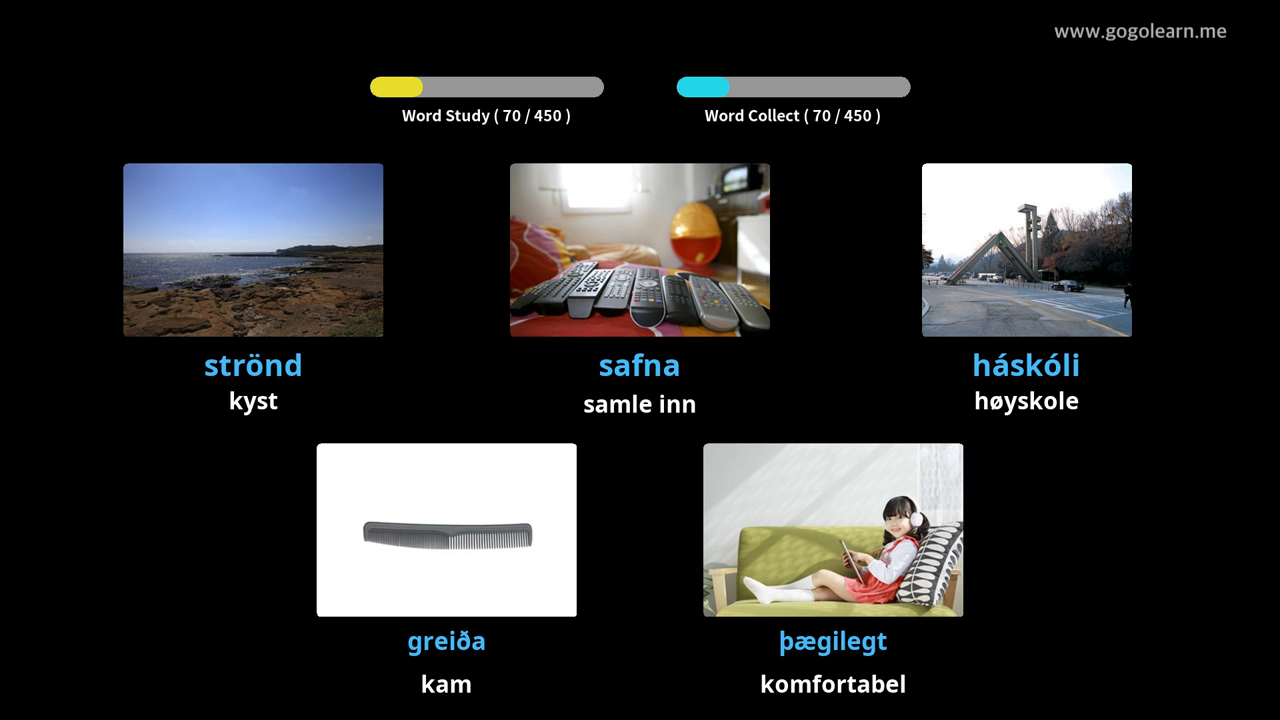 www.gogolearn.me
Word Study ( 70 / 450 )
Word Collect ( 70 / 450 )
strönd
kyst
safna
samle inn
háskóli
høyskole
greiða
kam
þægilegt
komfortabel